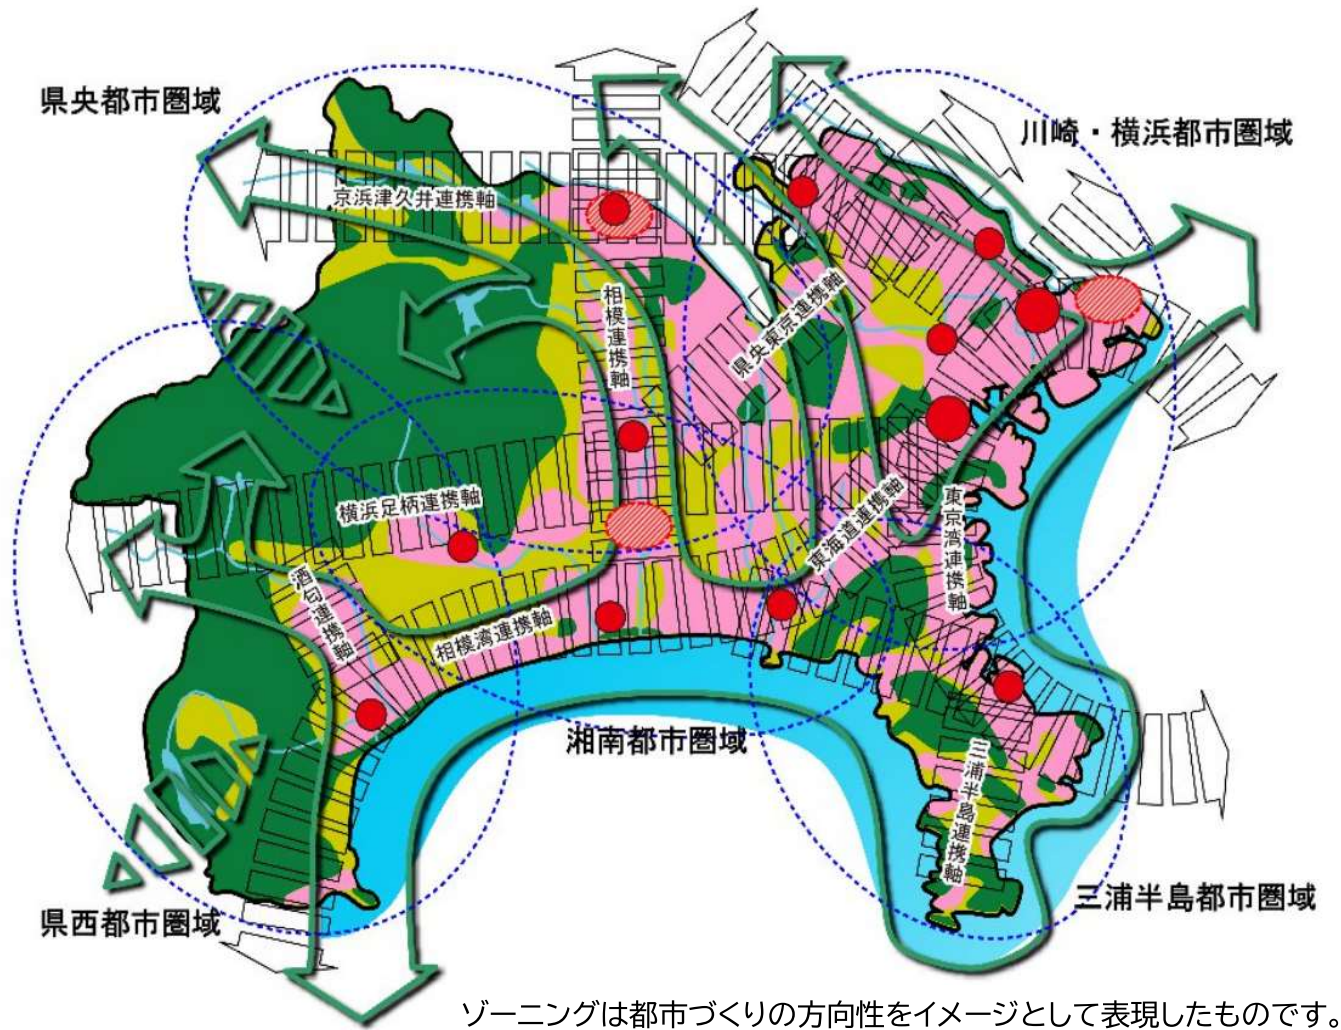 県央都市圏域
川崎・横浜都市圏域
京浜津久井連携軸
相模連携軸
県央東京連携軸
横浜足柄連携軸
東海道連携軸
東京湾連携軸
酒匂連携軸
相模湾連携軸
湘南都市圏域
三浦半島連携軸
三浦半島都市圏域
県西都市圏域
ゾーニングは都市づくりの方向性をイメージとして表現したものです。